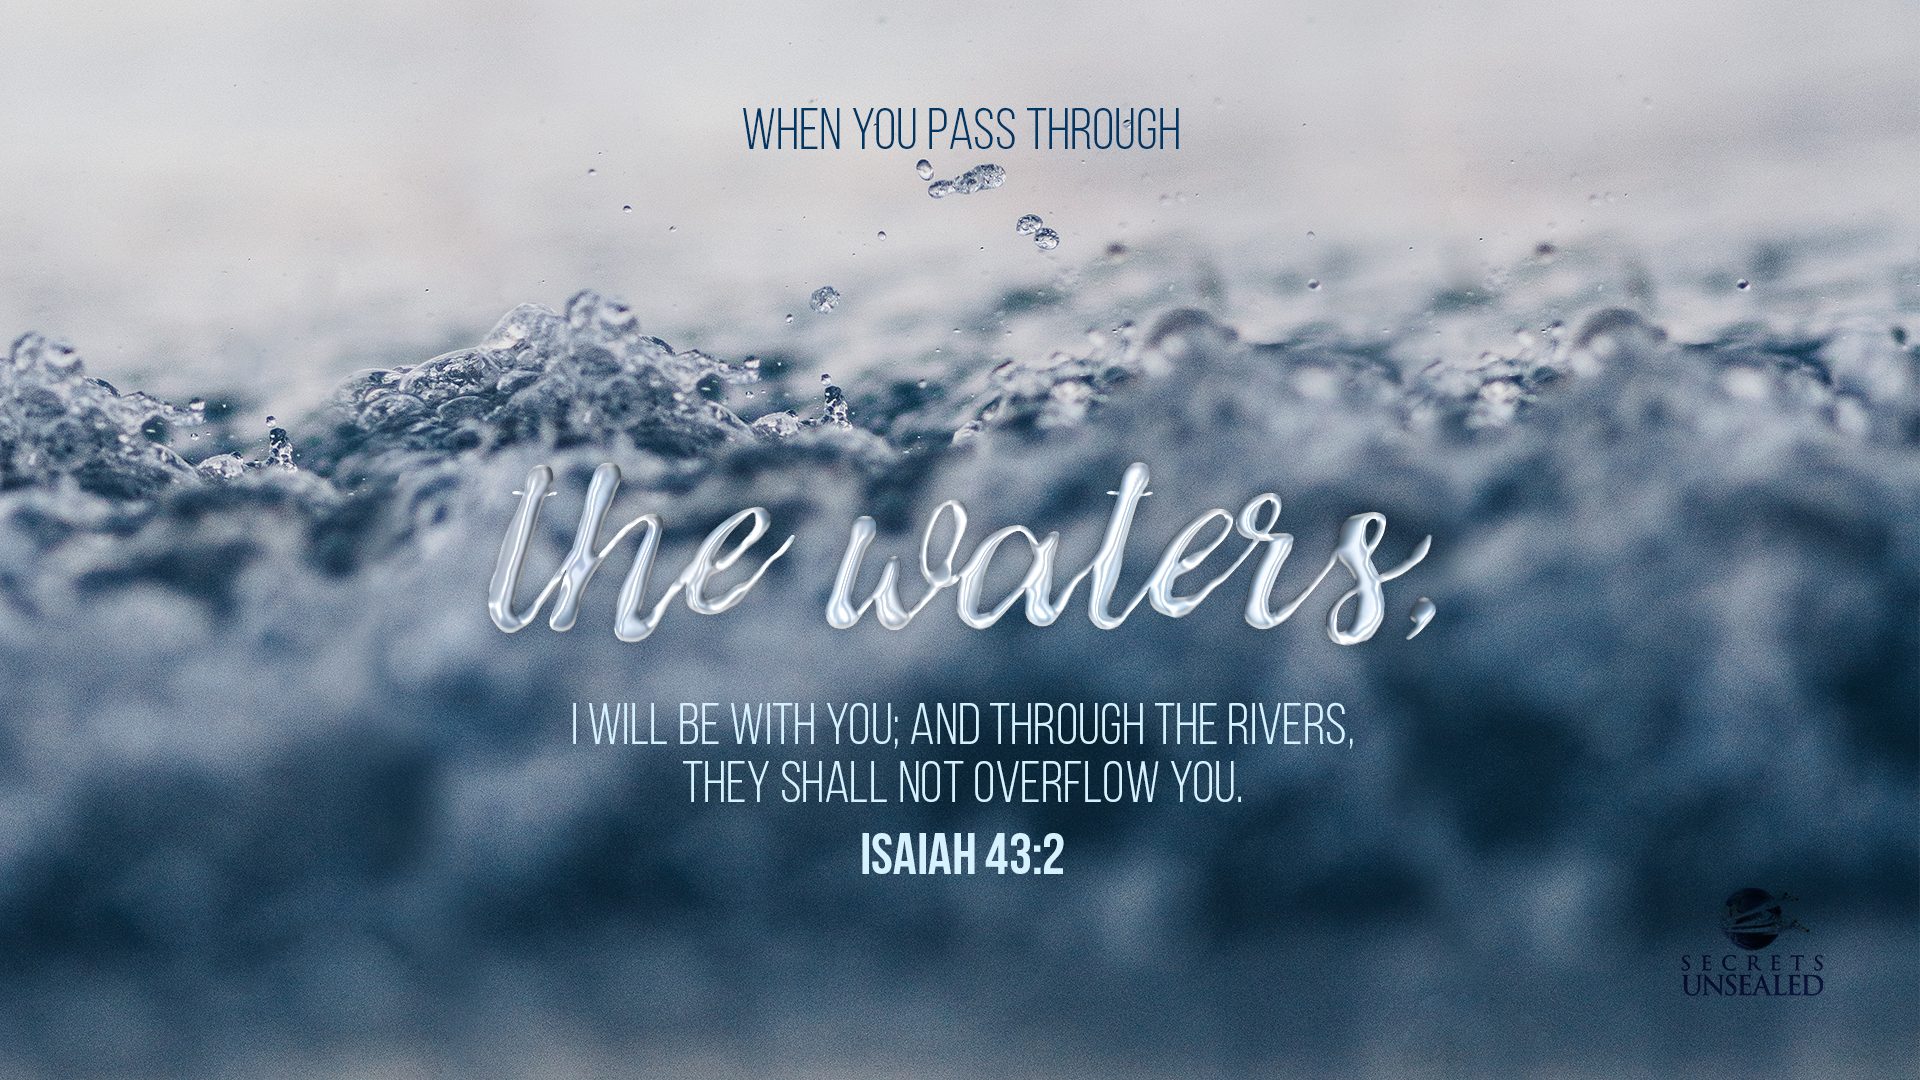 WHEN YOU PASS THROUGH
the waters,
I WILL BE WITH YOU; AND THROUGH THE RIVERS,
THEY SHALL NOT OVERFLOW YOU.
ISAIAH 43:2
SECRETS
UNSEALED